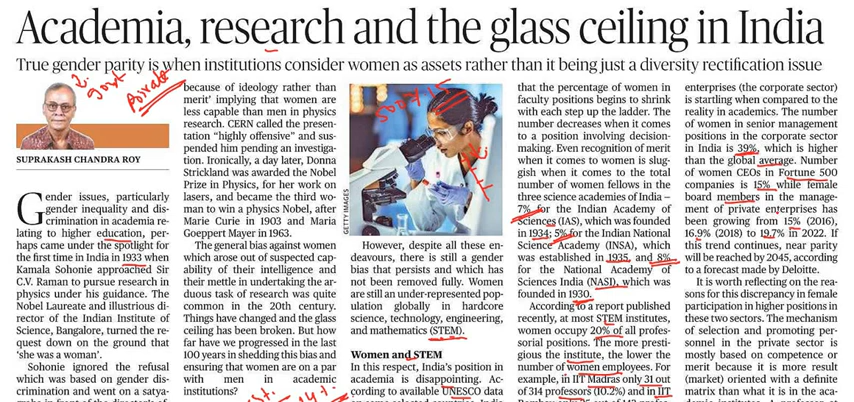 Academia, research and the glass ceiling in India
True gender parity is when institutions consider women as assets rather than it being just a diversity rectification issue
2.
govt
private
SUPRAKASH CHANDRA ROY
Gender issues, particularly
gender inequality and dis-
crimination in academia re-
lating to higher education, per-
haps came under the spotlight for
the first time in India in 1933 when
Kamala Sohonie approached Sir
C.V. Raman to pursue research in
physics under his guidance. The
Nobel Laureate and illustrious di-
rector of the Indian Institute of
Science, Bangalore, turned the re-
quest down on the ground that
'she was a woman'.
Sohonie ignored the refusal
which was based on gender dis-
crimination and went on a satya-
because of ideology rather than
merit' implying that women are
less capable than men in physics
research. CERN called the presen-
tation "highly offensive" and sus-
pended him pending an investiga-
tion. Ironically, a day later, Donna
Strickland was awarded the Nobel
Prize in Physics, for her work on
lasers, and became the third wo-
man to win a physics Nobel, after
Marie Curie in 1903 and Maria
Goeppert Mayer in 1963.
The general bias against women
which arose out of suspected cap-
ability of their intelligence and
their mettle in undertaking the ar-
duous task of research was quite
common in the 20th century.
Things have changed and the glass
ceiling has been broken. But how
far have we progressed in the last
100 years in shedding this bias and
ensuring that women are on a par
with men in academic
institutions?
GETTY IMAGES
However, despite all these en-
deavours, there is still a gender
bias that persists and which has
not been removed fully. Women
are still an under-represented pop-
ulation globally in hardcore
science, technology, engineering,
and mathematics (STEM).
Women and STEM
In this respect, India's position in
academia is disappointing. Ac-
cording to available UNESCO data
that the percentage of women in
faculty positions begins to shrink
with each step up the ladder. The
number decreases when it comes
to a position involving decision-
making. Even recognition of merit
when it comes to women is slug-
gish when it comes to the total
number of women fellows in the
three science academies of India –
7% for the Indian Academy of
Sciences (IAS), which was founded
in 1934; 5% for the Indian National
Science Academy (INSA), which
was established in 1935, and 8%
for the National Academy of
Sciences India (NASI), which was
founded in 1930.
According to a report published
recently, at most STEM institutes,
women occupy 20% of all profes-
sorial positions. The more presti-
gious the institute, the lower the
number of women employees. For
example, in IIT Madras only 31 out
of 314 professors (10.2%) and in IIT
enterprises (the corporate sector)
is startling when compared to the
reality in academics. The number
of women in senior management
positions in the corporate sector
in India is 39%, which is higher
than the global average. Number
of women CEOs in Fortune 500
companies is 15% while female
board members in the manage-
ment of private enterprises has
been growing from 15% (2016),
16.9% (2018) to 19.7% in 2022. If
this trend continues, near parity
will be reached by 2045, according
to a forecast made by Deloitte.
It is worth reflecting on the rea-
sons for this discrepancy in female
participation in higher positions in
these two sectors. The mechanism
of selection and promoting per-
sonnel in the private sector is
mostly based on competence or
merit because it is more result
(market) oriented with a definite
matrix than what it is in the aca-